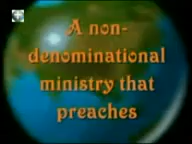 A non-
denominational
ministry that
preaches